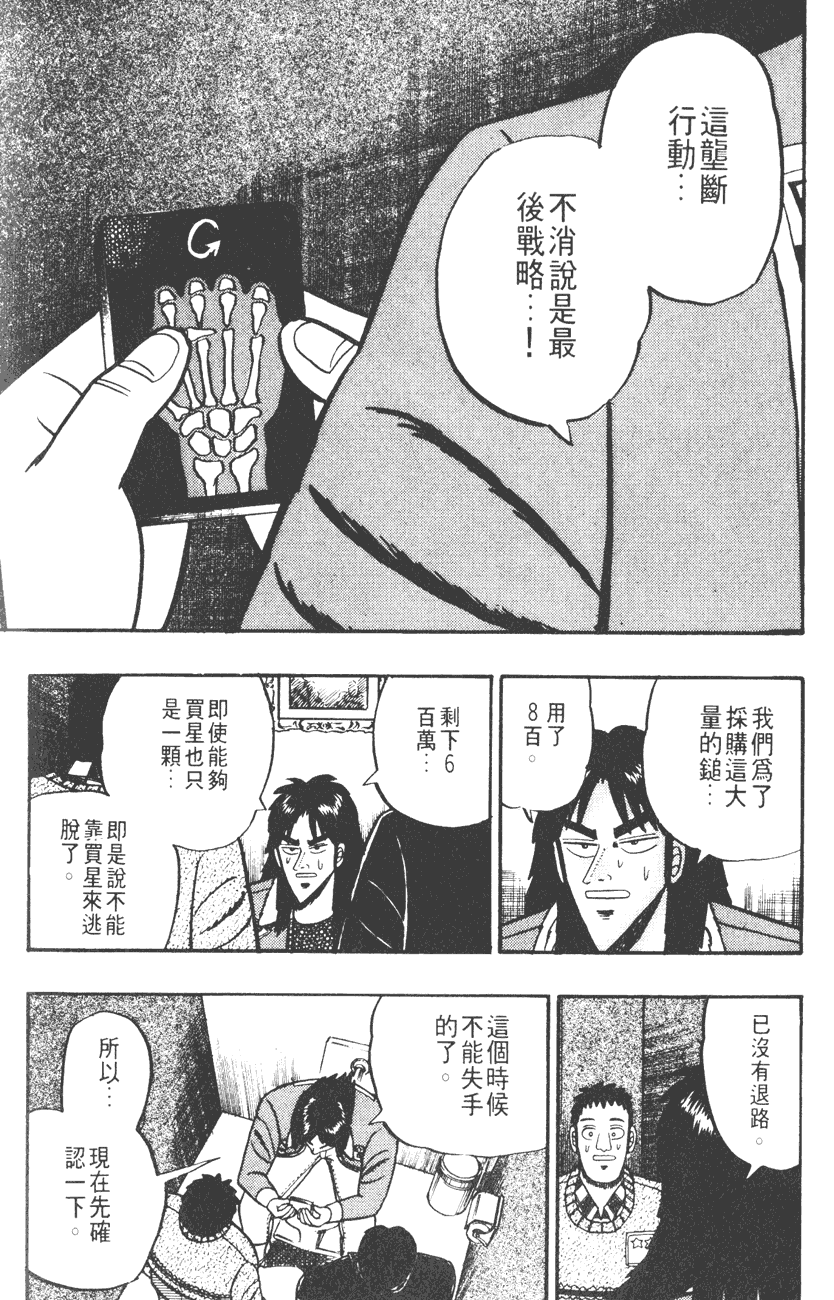 這壟斷
行動…
不消說是最
後戰略…！
我們爲了
採購這大
量的鎚…
用了
8百。
剩下6
百萬…
即使能夠
買星也只
是一顆…
即是說不能
靠買星來逃
脫了。
已沒有退路。
這個時候
不能失手
的了。
所以…
現在先確
認一下。